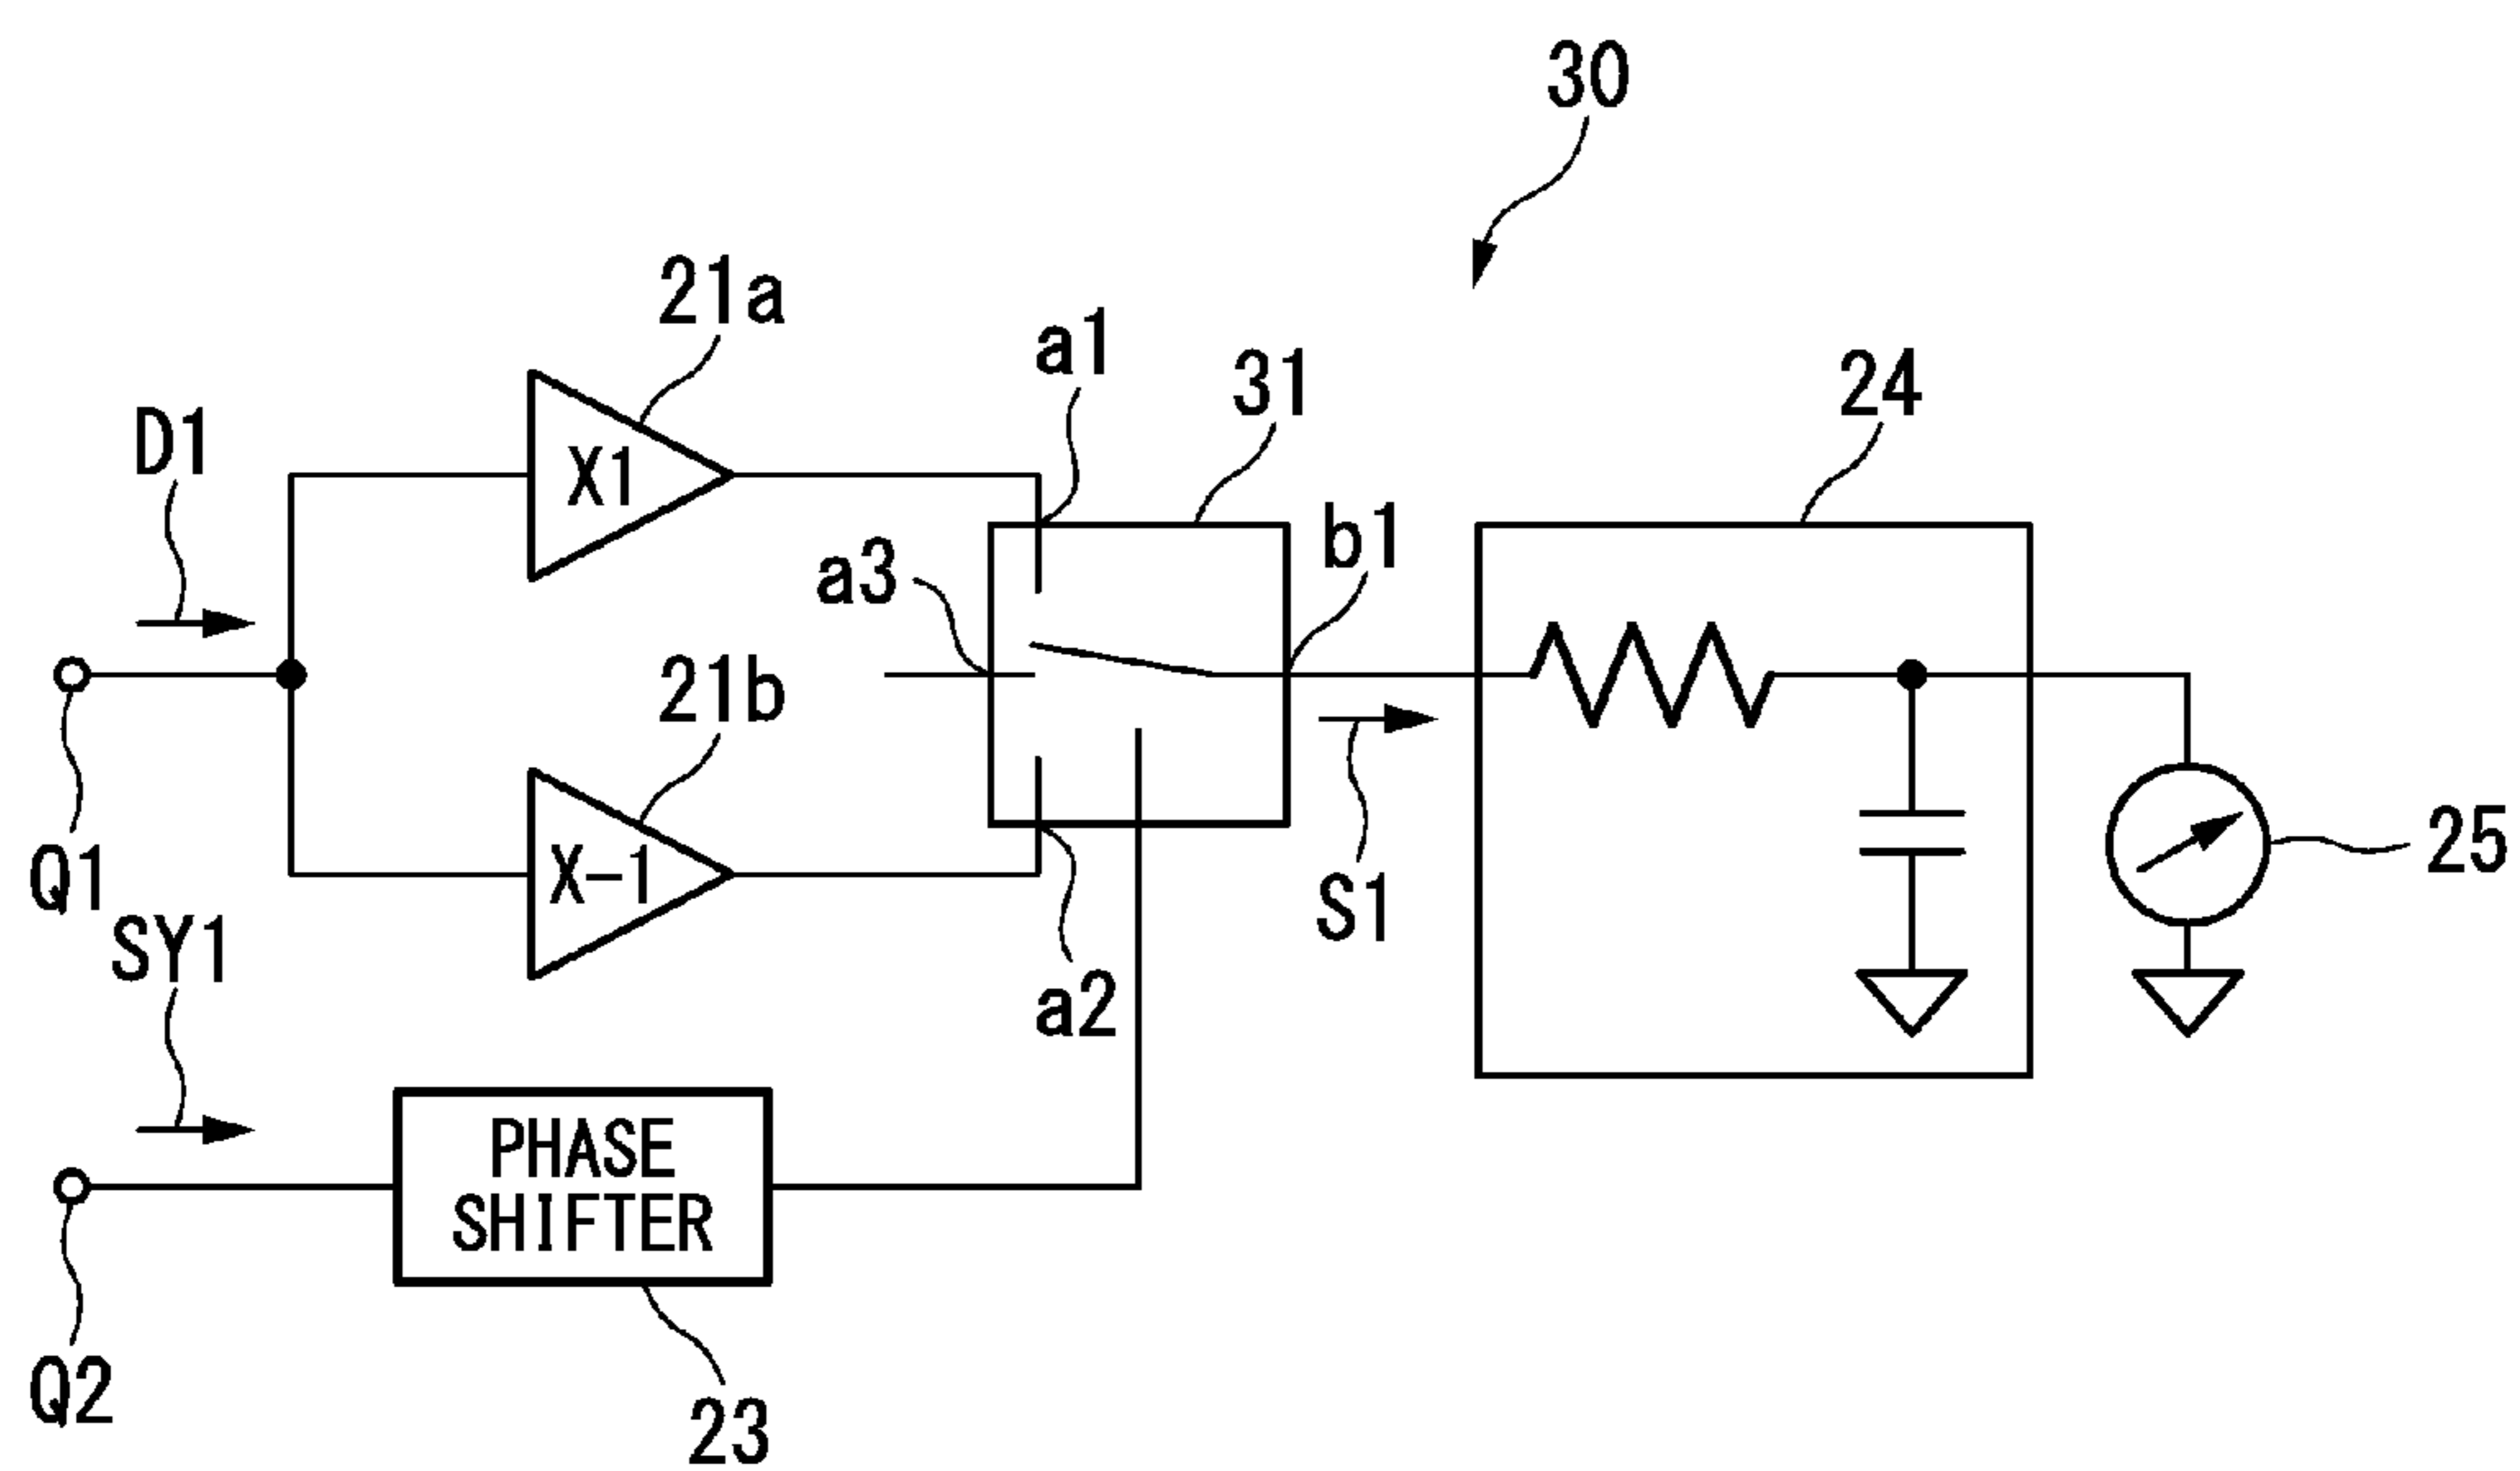 30
21a
a1
31
24
D1
X1
b1
a3
21b
Q1
X-1
S1
25
SY1
a2
PHASE
SHIFTER
Q2
23